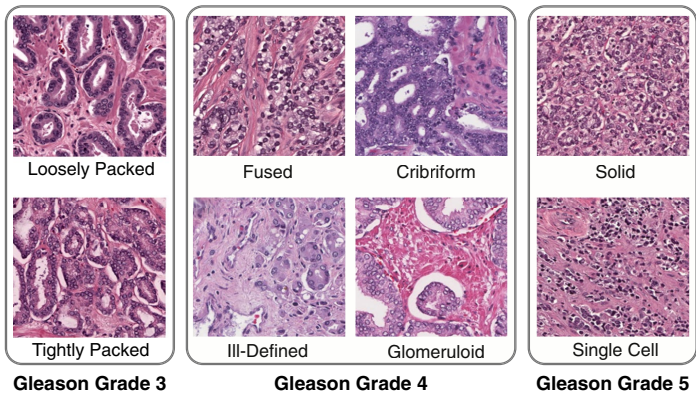 Loosely Packed
Fused
Cribriform
Solid
Tightly Packed
Ill-Defined
Glomeruloid
Single Cell
Gleason Grade 3
Gleason Grade 4
Gleason Grade 5